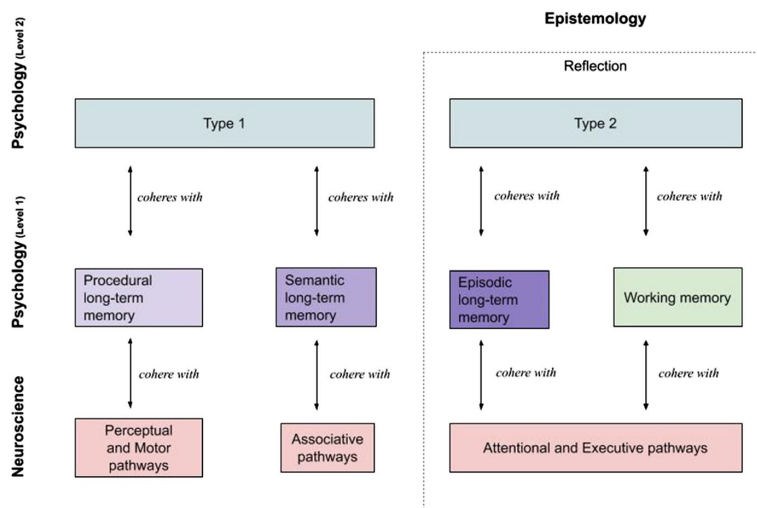 Epistemology
Reflection
Psychology (Level 2)
Type 1
Type 2
coheres with
coheres with
coheres with
coheres with
Psychology (Level 1)
Procedural
long-term
memory
Semantic
long-term
memory
Episodic
long-term
memory
Working memory
cohere with
cohere with
cohere with
cohere with
Neuroscience
Perceptual
and Motor
pathways
Associative
pathways
Attentional and Executive pathways